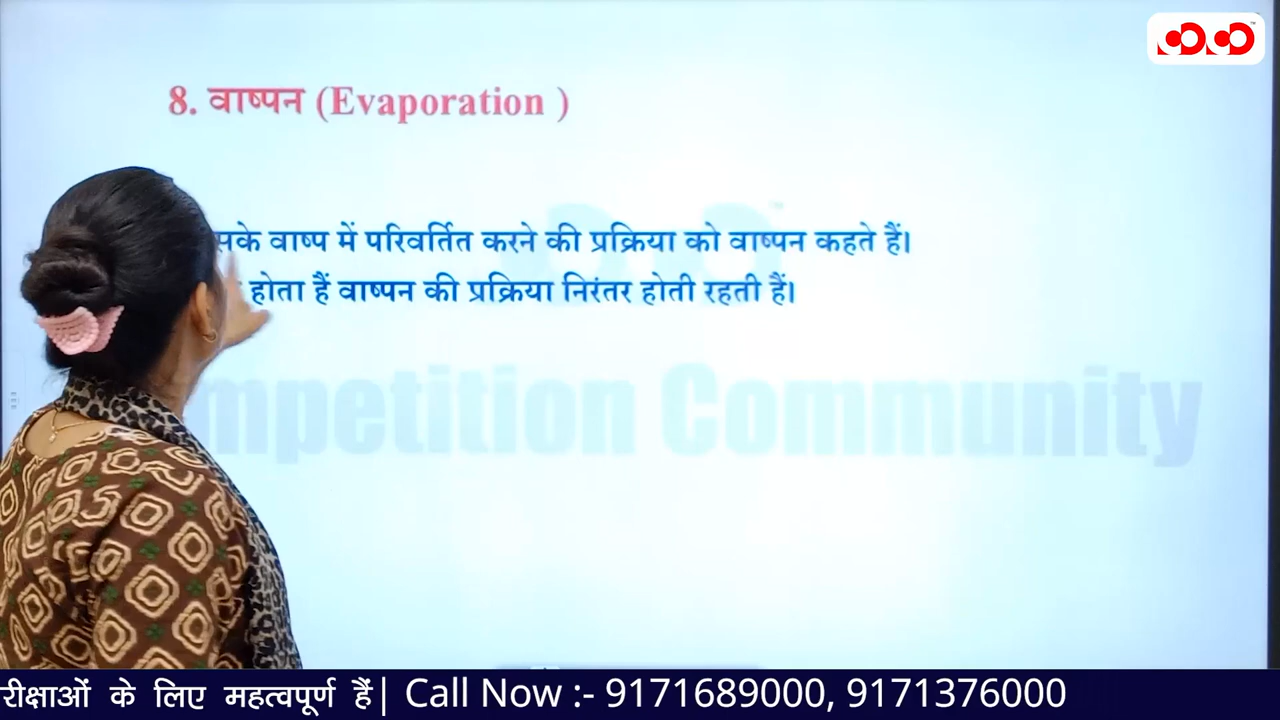 8. वाष्पन (Evaporation )
वाष्प में परिवर्तित करने की प्रक्रिया को वाष्पन कहते हैं।
होता हैं वाष्पन की प्रक्रिया निरंतर होती रहती हैं।
mpetition Community
के लिए महत्वपूर्ण हैं| Call Now :- 9171689000, 9171376000